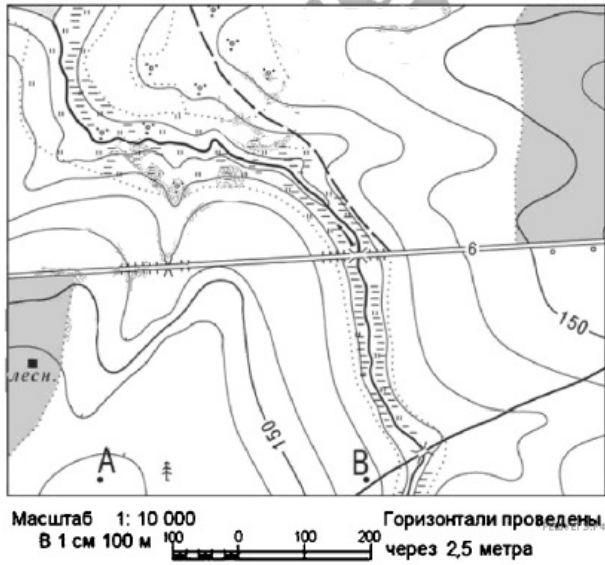 6
150
лесн.
150
А
В
Масштаб 1: 10 000
В 1 см 100 м
100 0 100 200
Горизонтали проведены
через 2,5 метра